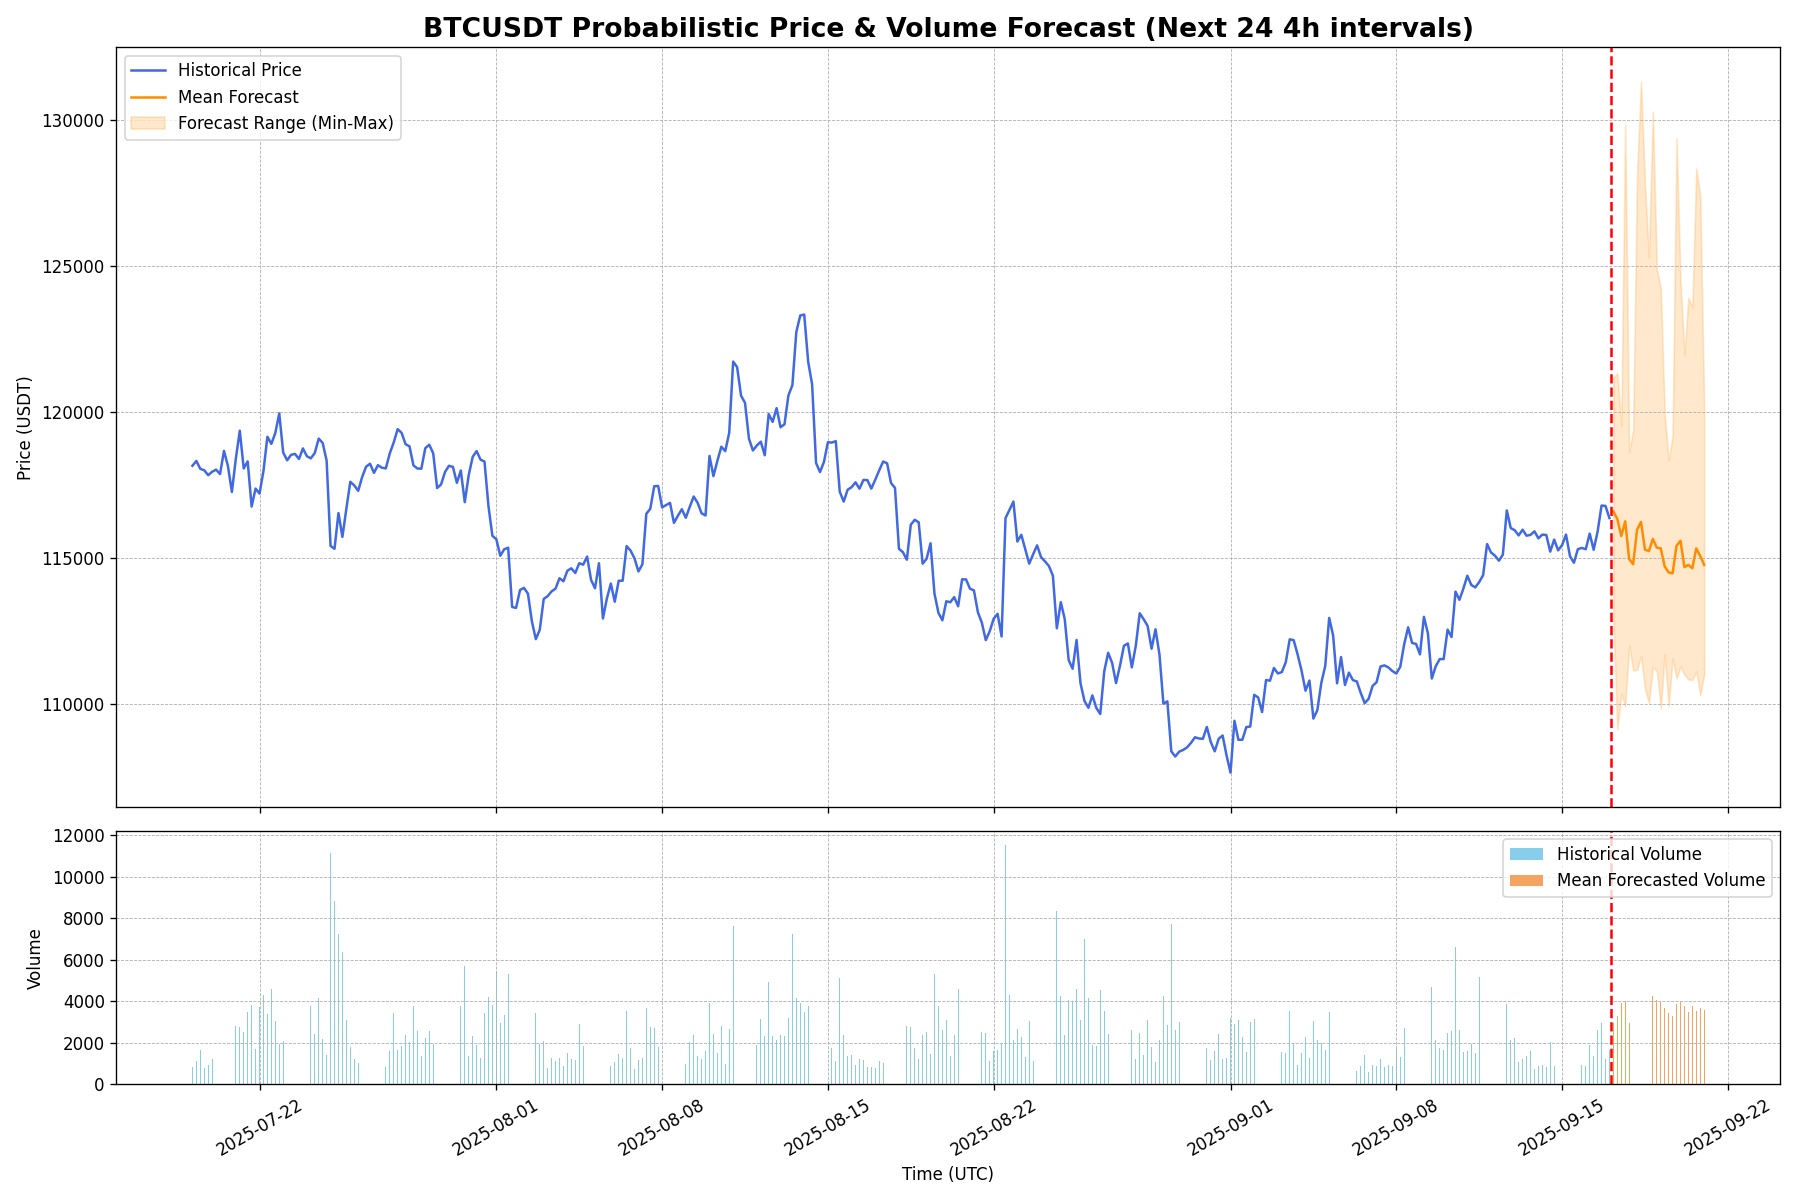 BTCUSDT Probabilistic Price & Volume Forecast (Next 24 4h intervals)
Historical Price
Mean Forecast
Forecast Range (Min-Max)
Price (USDT)
130000
125000
120000
115000
110000
Historical Volume
Mean Forecasted Volume
Volume
12000
10000
8000
6000
4000
2000
0
2025-07-22
2025-08-01
2025-08-08
2025-08-15
2025-08-22
2025-09-01
2025-09-08
2025-09-15
2025-09-22
Time (UTC)